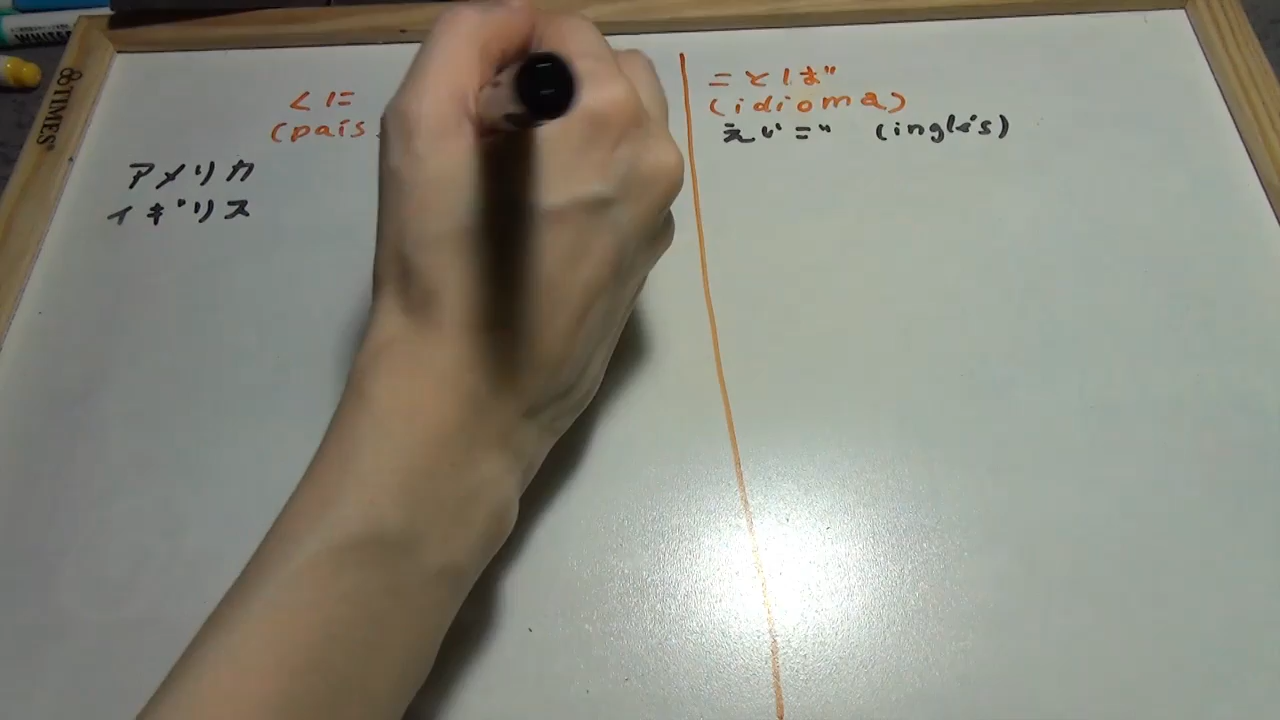 TIMES
くに
(país
アメリカ
イギリス
ことば
(idioma)
えいご (inglés)